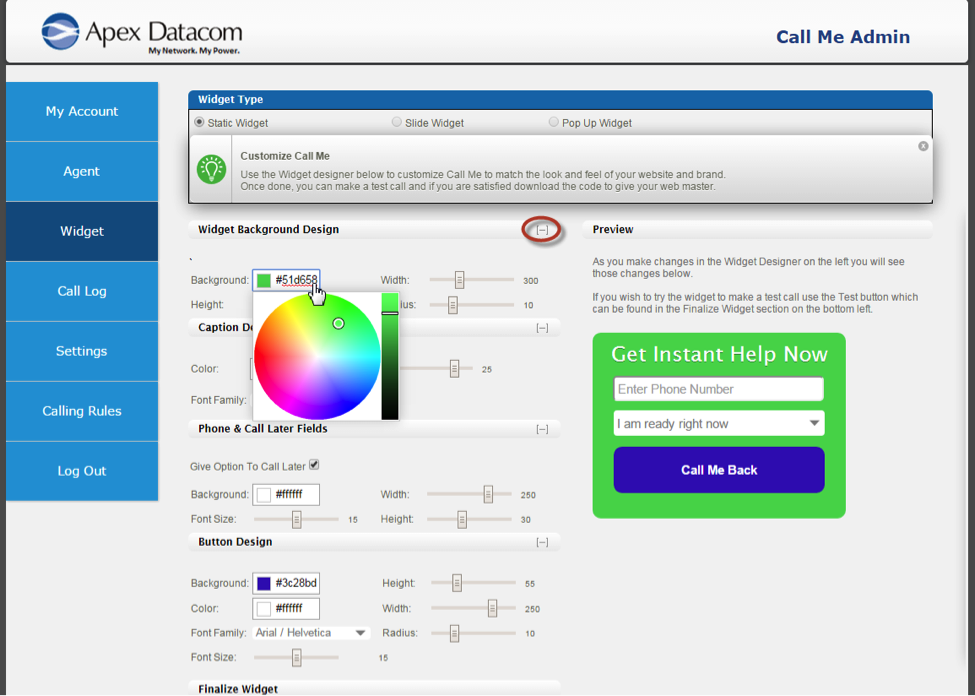 Apex Datacom
My Network. My Power.
Call Me Admin
My Account
Agent
Widget
Call Log
Settings
Calling Rules
Log Out
Widget Type
Static Widget
Slide Widget
Pop Up Widget
Customize Call Me
Use the Widget designer below to customize Call Me to match the look and feel of your website and brand.
Once done, you can make a test call and if you are satisfied download the code to give your web master.
Widget Background Design
[--]
Background: #51d658
Width: 300
Height:
10
[--]
Color:
25
Font Family:
Phone & Call Later Fields
[--]
Give Option To Call Later
Background: #ffffff
Width: 250
Font Size: 15
Height: 30
Button Design
[--]
Background: #3c28bd
Height: 55
Color: #ffffff
Width: 250
Font Family: Arial / Helvetica
Radius: 10
Font Size: 15
Finalize Widget
Preview
As you make changes in the Widget Designer on the left you will see
those changes below.
If you wish to try the widget to make a test call use the Test button which
can be found in the Finalize Widget section on the bottom left.
Get Instant Help Now
Enter Phone Number
I am ready right now
Call Me Back